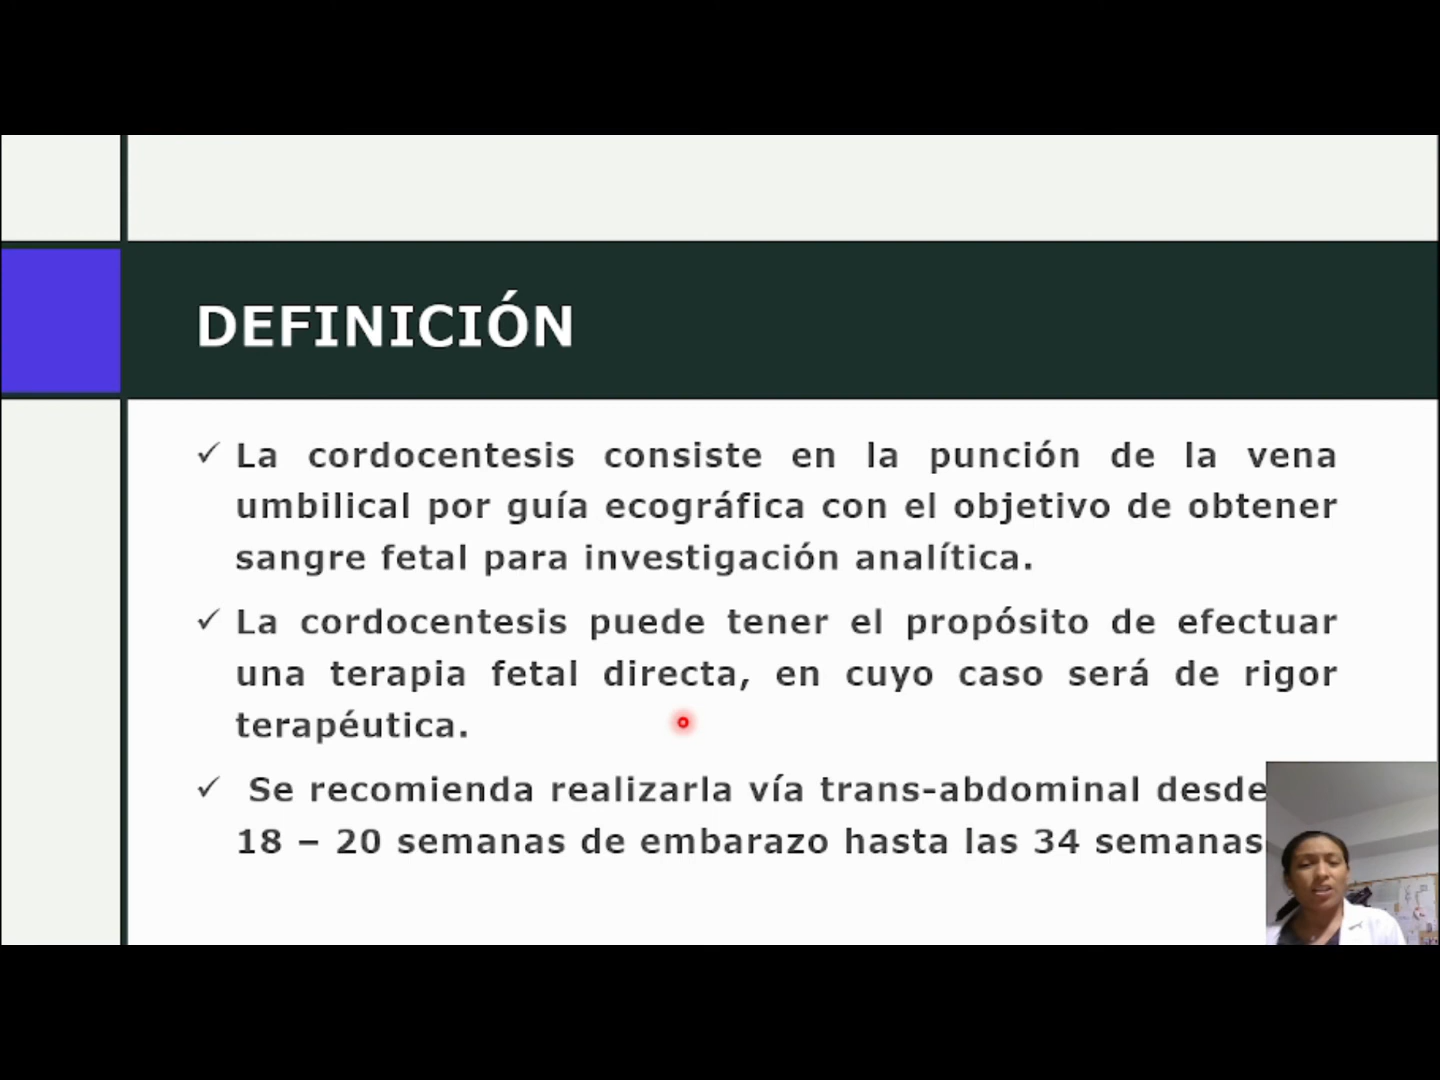 DEFINICIÓN
✓ La cordocentesis consiste en la punción de la vena
umbilical por guía ecográfica con el objetivo de obtener
sangre fetal para investigación analítica.
✓ La cordocentesis puede tener el propósito de efectuar
una terapia fetal directa, en cuyo caso será de rigor
terapéutica.
✓ Se recomienda realizarla vía trans-abdominal desde
18 – 20 semanas de embarazo hasta las 34 semanas